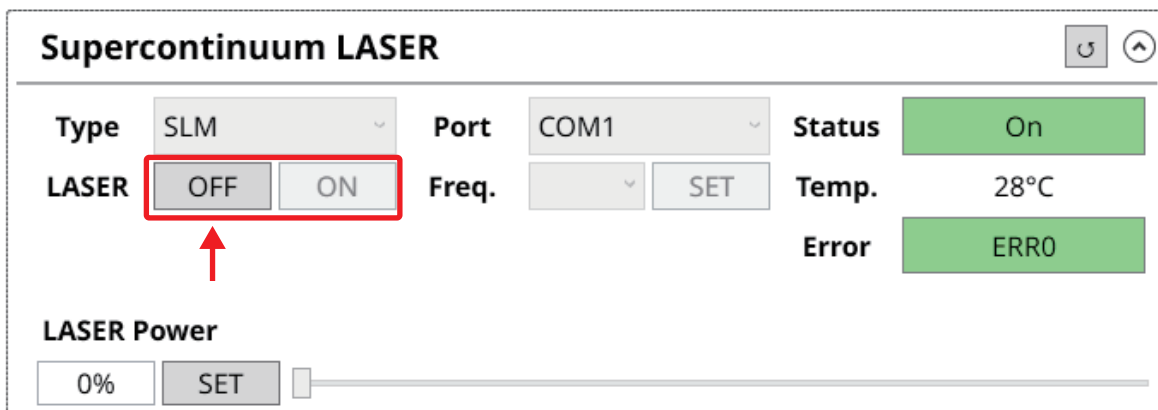 Supercontinuum LASER
Type SLM Port COM1 Status On
LASER OFF ON Freq. SET Temp. 28°C
Error ERR0
LASER Power
0% SET